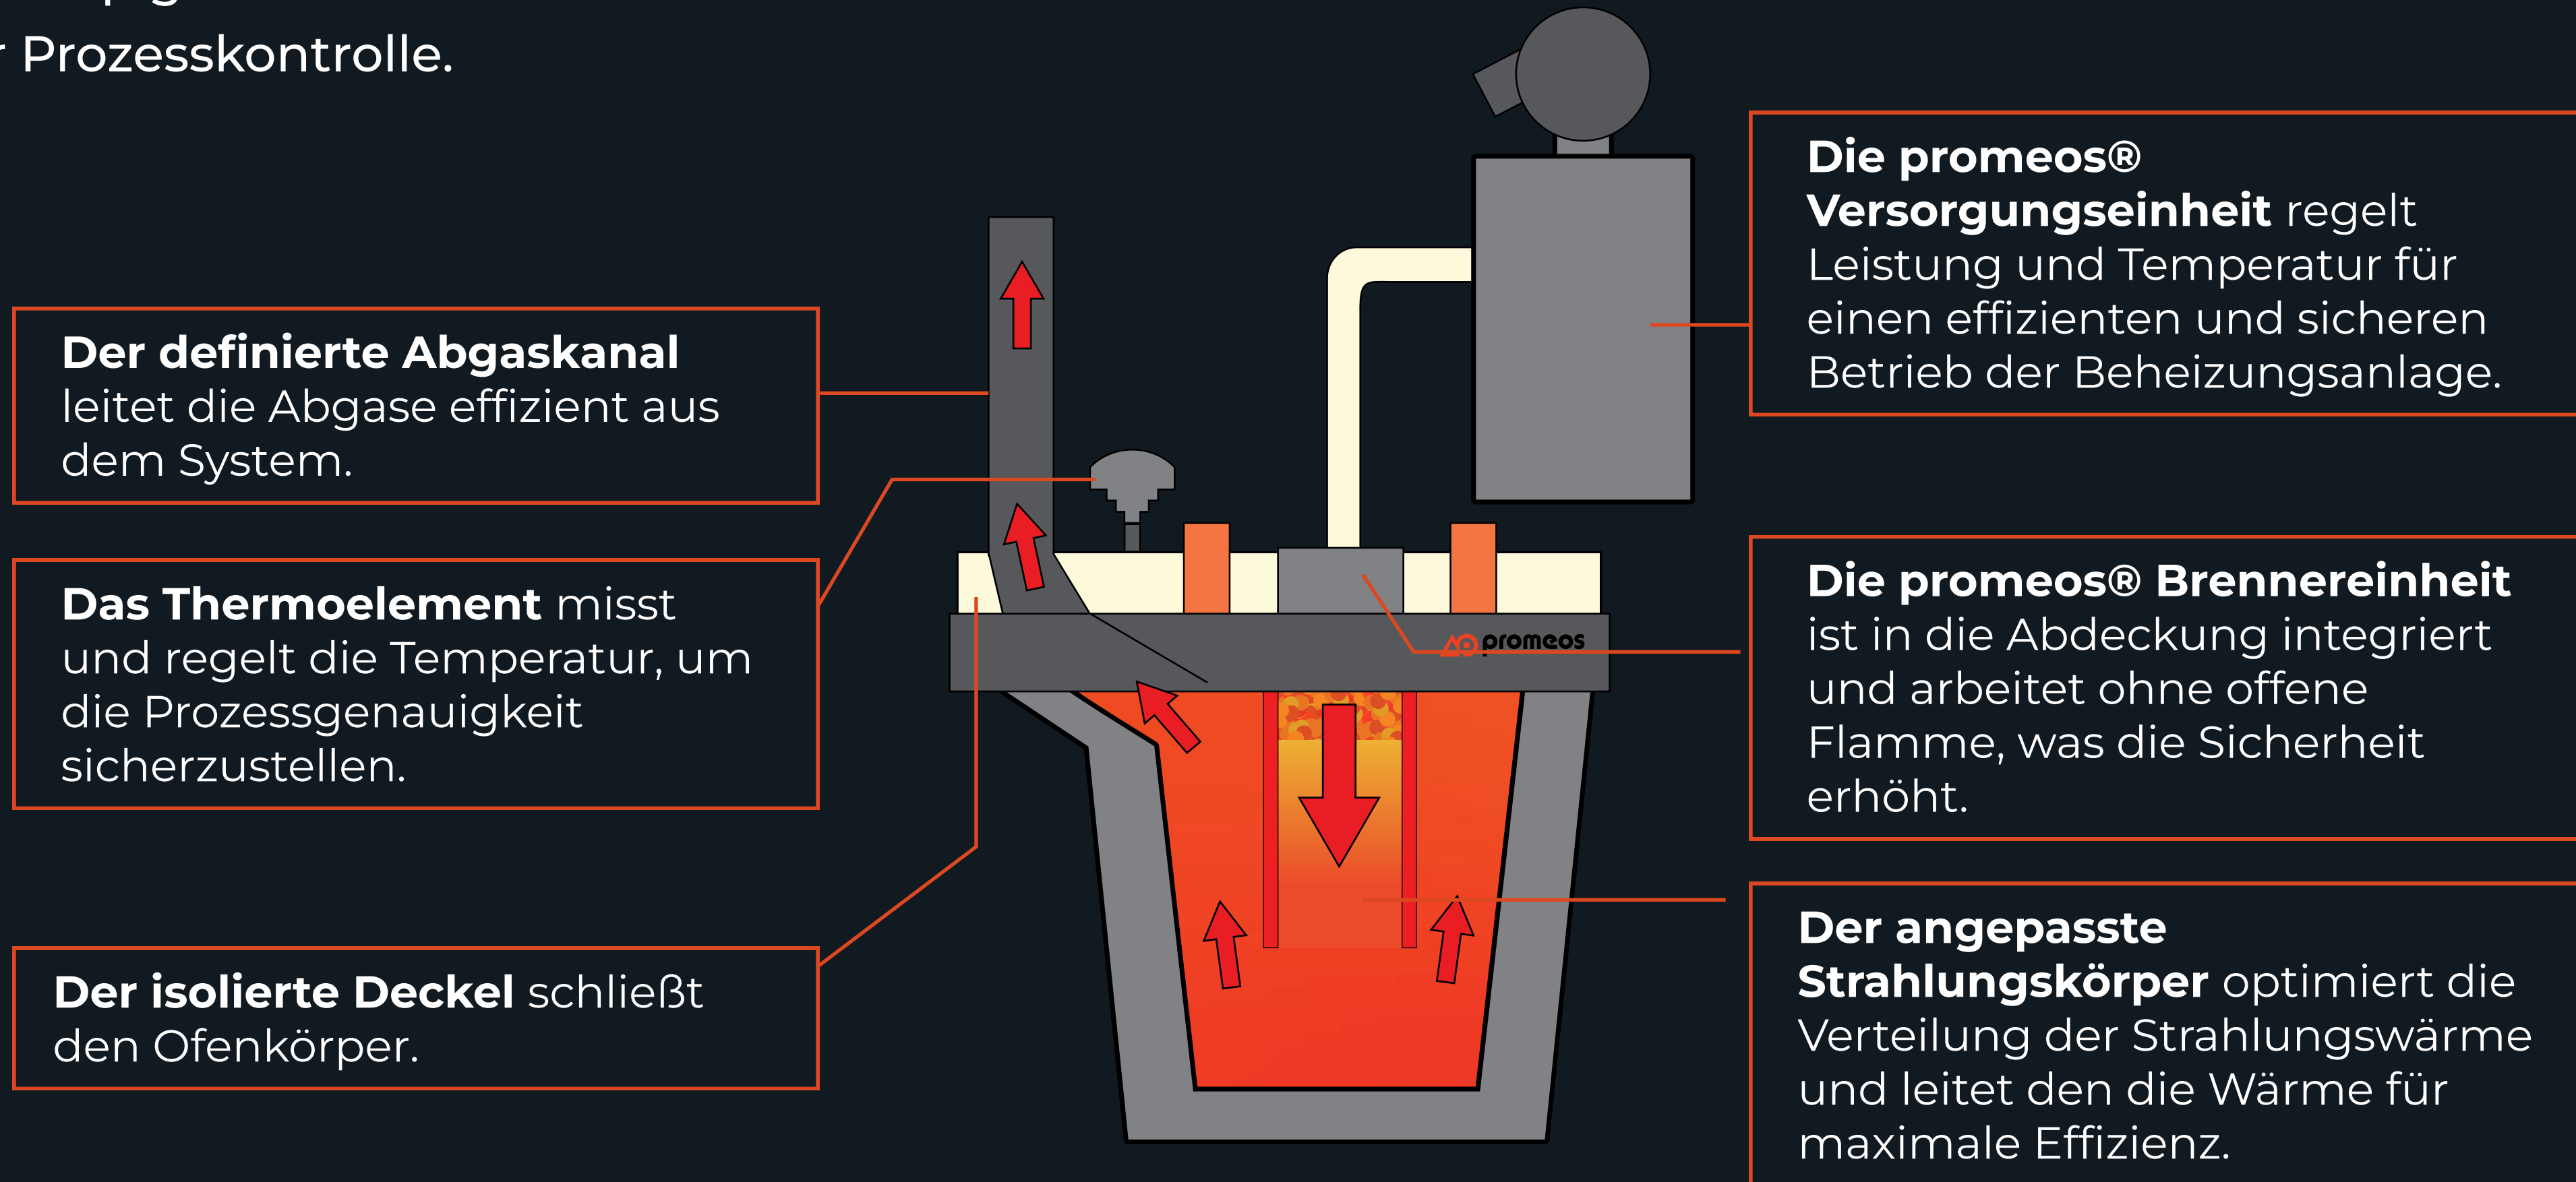 r Prozesskontrolle.
Der definierte Abgaskanal
leitet die Abgase effizient aus
dem System.
Das Thermoelement misst
und regelt die Temperatur, um
die Prozessgenauigkeit
sicherzustellen.
Der isolierte Deckel schließt
den Ofenkörper.
promeos
Die promeos®
Versorgungseinheit regelt
Leistung und Temperatur für
einen effizienten und sicheren
Betrieb der Beheizungsanlage.
Die promeos® Brennereinheit
ist in die Abdeckung integriert
und arbeitet ohne offene
Flamme, was die Sicherheit
erhöht.
Der angepasste
Strahlungskörper optimiert die
Verteilung der Strahlungswärme
und leitet den die Wärme für
maximale Effizienz.